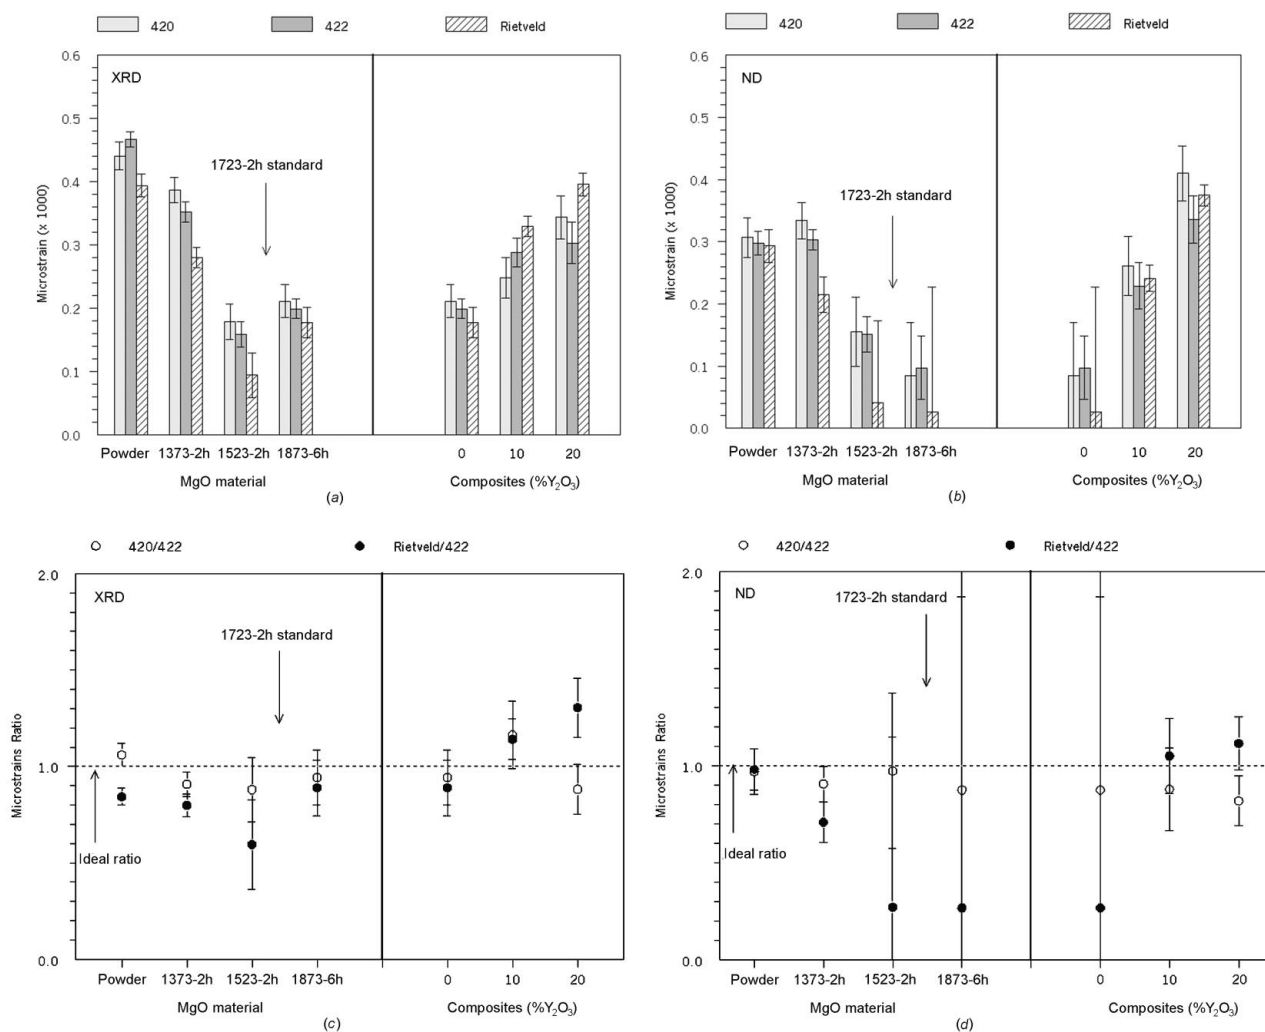 420 422 Rietveld
XRD
1723-2h standard
Microstrain (x 1000)
0.6
0.5
0.4
0.3
0.2
0.1
0.0
Powder 1373-2h 1523-2h 1873-6h 0 10 20
MgO material Composites (%Y₂O₃)
(a)
420 422 Rietveld
ND
1723-2h standard
Microstrain (x 1000)
0.6
0.5
0.4
0.3
0.2
0.1
0.0
Powder 1373-2h 1523-2h 1873-6h 0 10 20
MgO material Composites (%Y₂O₃)
(b)
420/422 Rietveld/422
XRD
1723-2h standard
Microstrains Ratio
2.0
1.0
0.0
Ideal ratio
Powder 1373-2h 1523-2h 1873-6h 0 10 20
MgO material Composites (%Y₂O₃)
(c)
420/422 Rietveld/422
ND
1723-2h standard
Microstrains Ratio
2.0
1.0
0.0
Ideal ratio
Powder 1373-2h 1523-2h 1873-6h 0 10 20
MgO material Composites (%Y₂O₃)
(d)